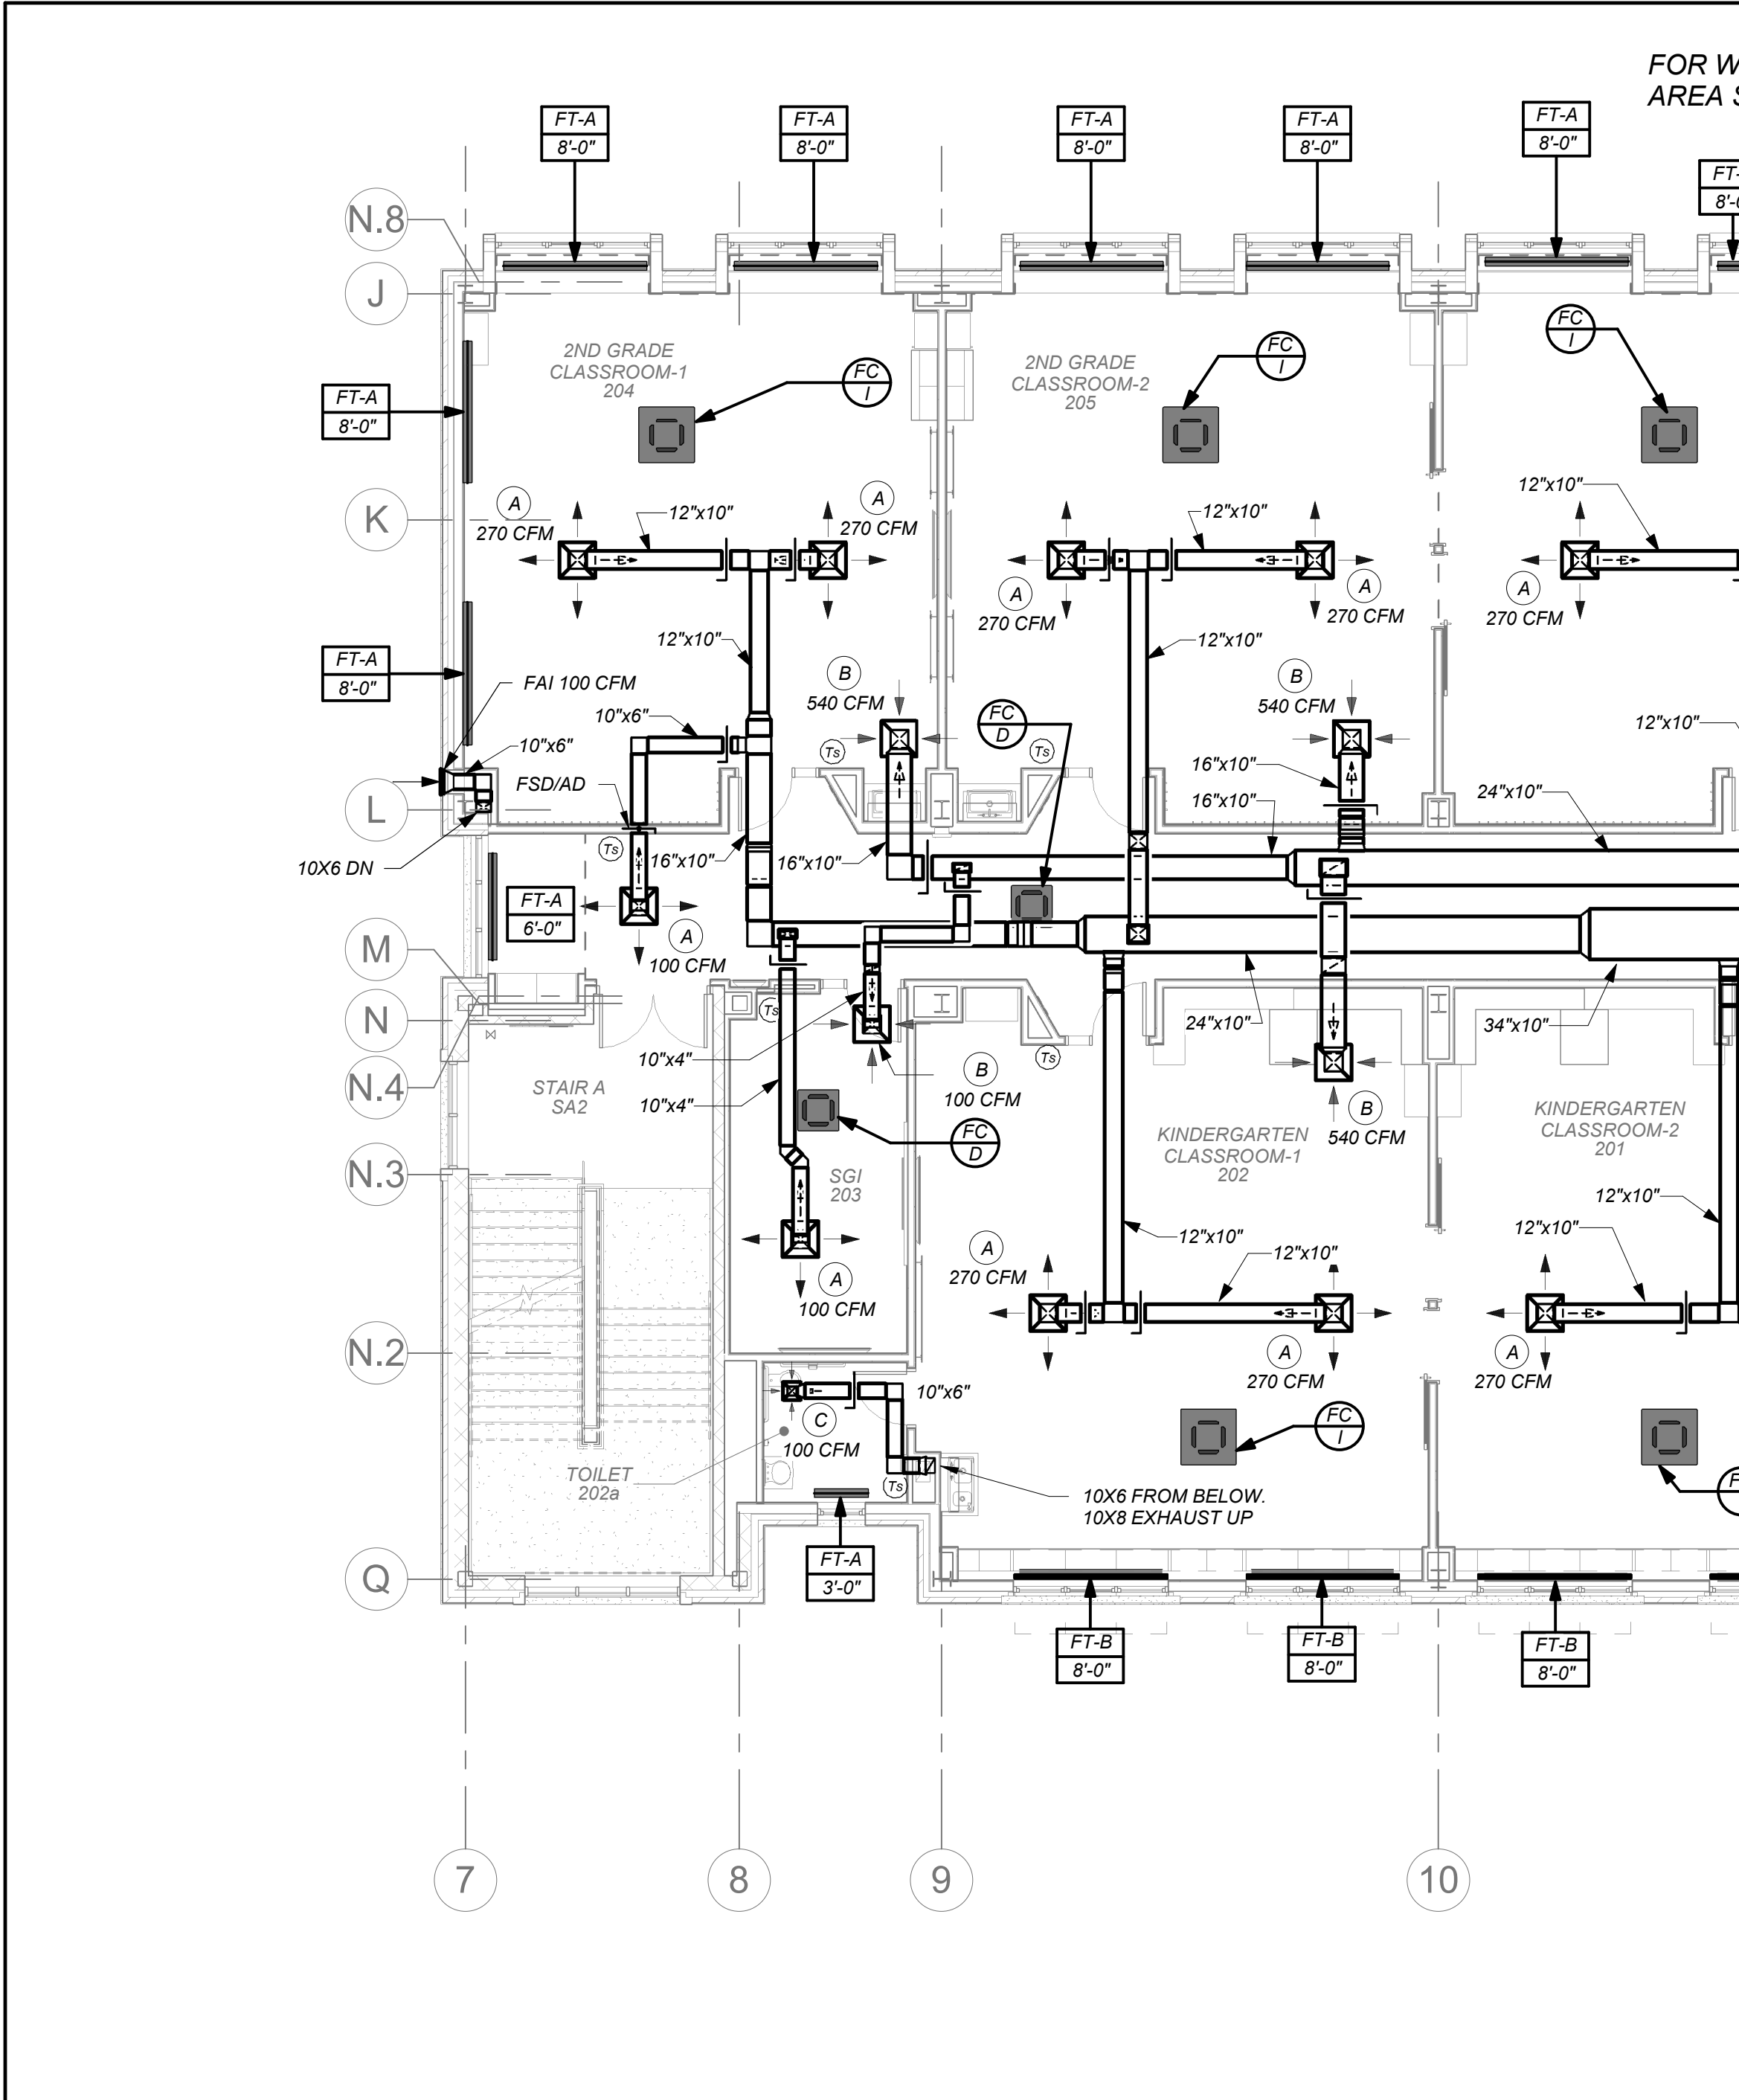 FOR W
AREA S
FT-A
8'-0"
FT-A
8'-0"
FT-A
8'-0"
FT-A
8'-0"
FT-A
8'-0"
FT-
8'-0
N.8
J
2ND GRADE
CLASSROOM-1
204
FC
I
2ND GRADE
CLASSROOM-2
205
FC
I
FC
I
FT-A
8'-0"
K
A
270 CFM
12"x10"
A
270 CFM
12"x10"
12"x10"
A
270 CFM
A
270 CFM
A
270 CFM
12"x10"
12"x10"
FT-A
8'-0"
FAI 100 CFM
B
540 CFM
B
540 CFM
10"x6"
10"x6"
FC
D
Ts
Ts
12"x10"
FSD/AD
16"x10"
16"x10"
24"x10"
L
Ts
16"x10"
16"x10"
10X6 DN
FT-A
6'-0"
A
100 CFM
M
N
Ts
24"x10"
34"x10"
10"x4"
Ts
N.4
STAIR A
SA2
10"x4"
B
100 CFM
B
540 CFM
FC
D
KINDERGARTEN
CLASSROOM-1
202
KINDERGARTEN
CLASSROOM-2
201
N.3
SGI
203
12"x10"
12"x10"
12"x10"
12"x10"
A
270 CFM
A
100 CFM
N.2
A
270 CFM
A
270 CFM
10"x6"
C
100 CFM
FC
I
TOILET
202a
Ts
F
10X6 FROM BELOW.
10X8 EXHAUST UP
Q
FT-A
3'-0"
FT-B
8'-0"
FT-B
8'-0"
FT-B
8'-0"
7
8
9
10